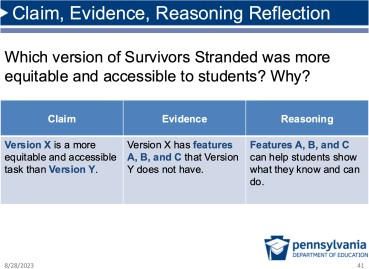 Claim, Evidence, Reasoning Reflection
Which version of Survivors Stranded was more
equitable and accessible to students? Why?
Claim
Evidence
Reasoning
Version X is a more
equitable and accessible
task than Version Y.
Version X has features
A, B, and C that Version
Y does not have.
Features A, B, and C
can help students show
what they know and can
do.
pennsylvania
DEPARTMENT OF EDUCATION
8/28/2023
41